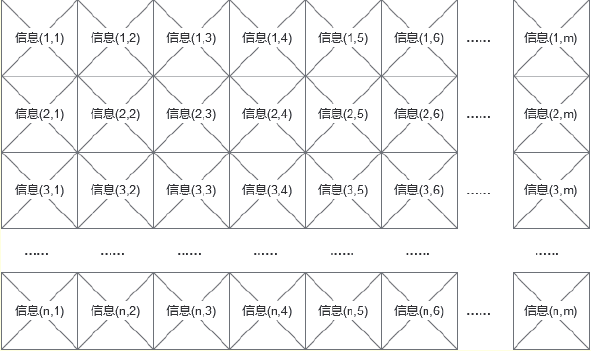 信息(1,1) 信息(1,2) 信息(1,3) 信息(1,4) 信息(1,5) 信息(1,6) …… 信息(1,m)
信息(2,1) 信息(2,2) 信息(2,3) 信息(2,4) 信息(2,5) 信息(2,6) …… 信息(2,m)
信息(3,1) 信息(3,2) 信息(3,3) 信息(3,4) 信息(3,5) 信息(3,6) …… 信息(3,m)
…… …… …… …… …… …… ……
信息(n,1) 信息(n,2) 信息(n,3) 信息(n,4) 信息(n,5) 信息(n,6) …… 信息(n,m)